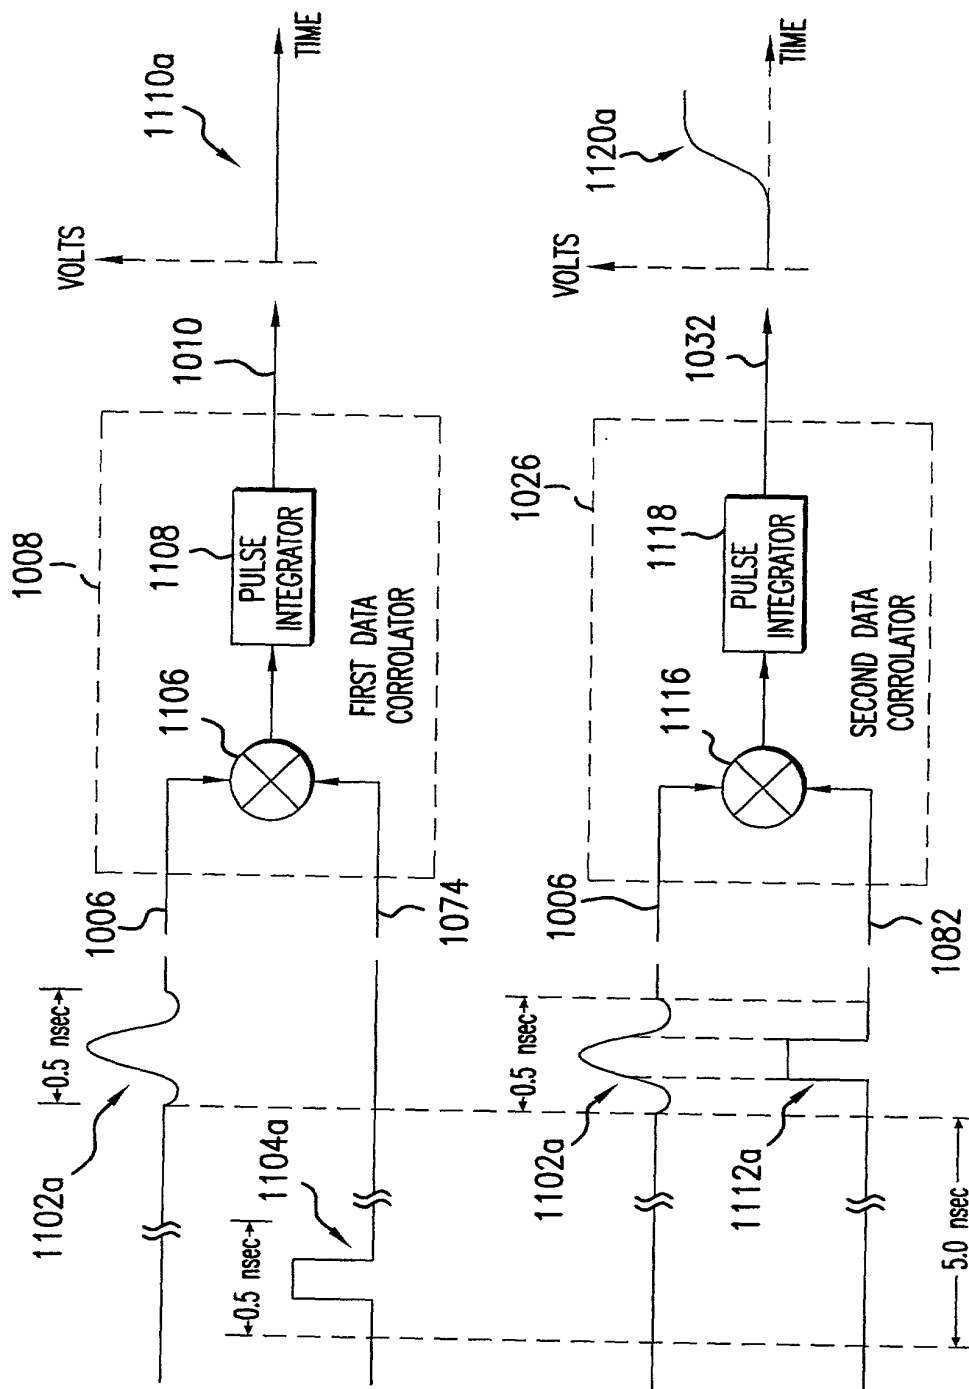 1102a
0.5 nsec
1006
1008
1106
1108
PULSE
INTEGRATOR
FIRST DATA
CORROLATOR
1010
VOLTS
1110a
TIME
0.5 nsec
1104a
1074
1102a
0.5 nsec
1006
1026
1116
1118
PULSE
INTEGRATOR
SECOND DATA
CORROLATOR
1032
VOLTS
1120a
TIME
1112a
1082
5.0 nsec